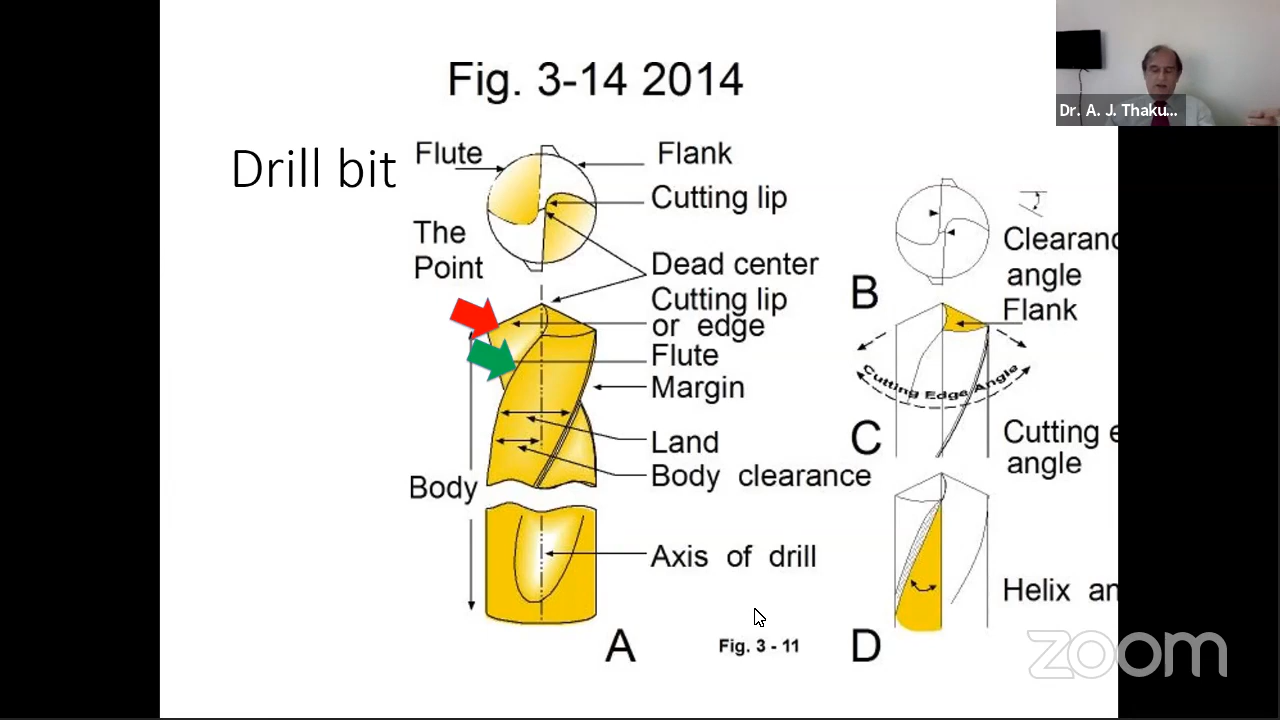 Fig. 3-14 2014
Dr. A. J. Thaku...
Drill bit
Flute
Flank
Cutting lip
The
Point
Dead center
Cutting lip
or edge
Flute
Margin
Land
Body clearance
Body
Axis of drill
A
Fig. 3 - 11
B
Clearanc
angle
Flank
Cutting Edge Angle
C
Cutting e
angle
Helix an
D
zoom